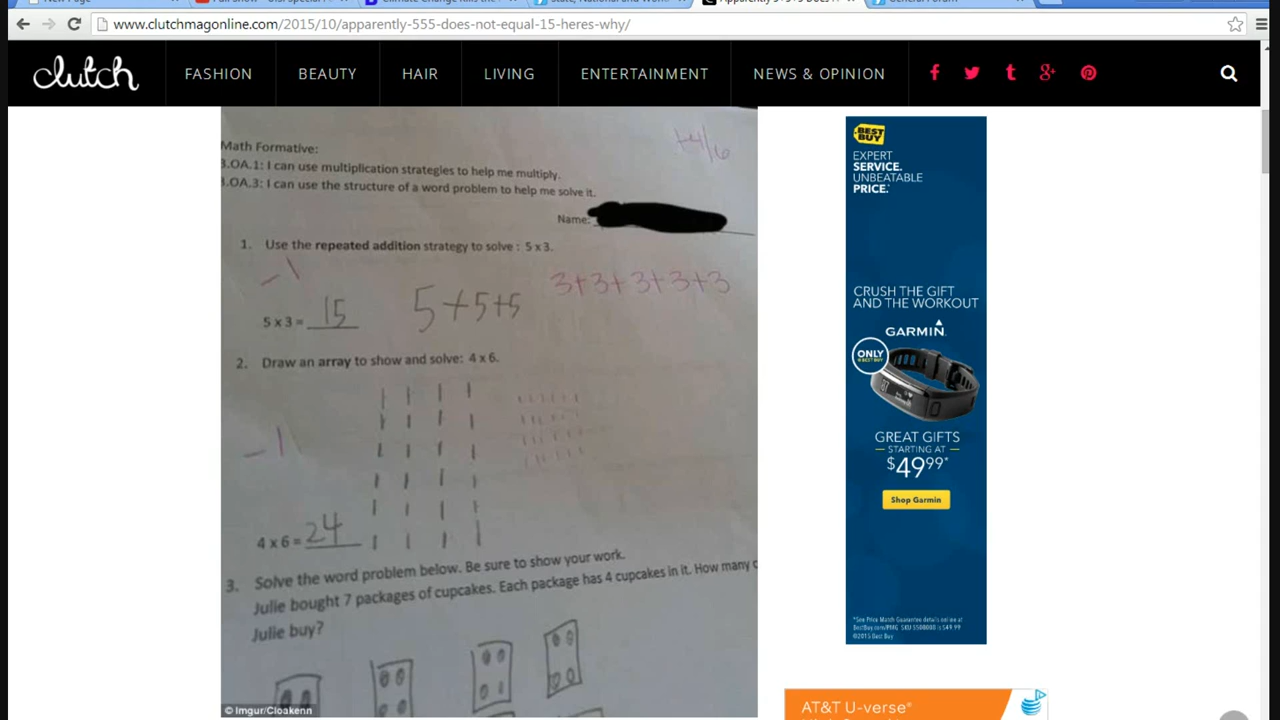 www.clutchmagonline.com/2015/10/apparently-555-does-not-equal-15-heres-why/
clutch FASHION BEAUTY HAIR LIVING ENTERTAINMENT NEWS & OPINION
Math Formative:
3.OA.1: I can use multiplication strategies to help me multiply.
.OA.3: I can use the structure of a word problem to help me solve it.
Name:
1. Use the repeated addition strategy to solve : 5 x 3.
-1
3+3+3+3+3
5 x 3 = 15 5+5+5
2. Draw an array to show and solve: 4 x 6.
-1
4 x 6 = 24
3. Solve the word problem below. Be sure to show your work.
Julie bought 7 packages of cupcakes. Each package has 4 cupcakes in it. How many
Julie buy?
© Imgur/Cloakenn
BEST BUY
EXPERT
SERVICE.
UNBEATABLE
PRICE.
CRUSH THE GIFT
AND THE WORKOUT
GARMIN
ONLY
GREAT GIFTS
STARTING AT
$49.99*
Shop Garmin
©2015 Best Buy
AT&T U-verse®